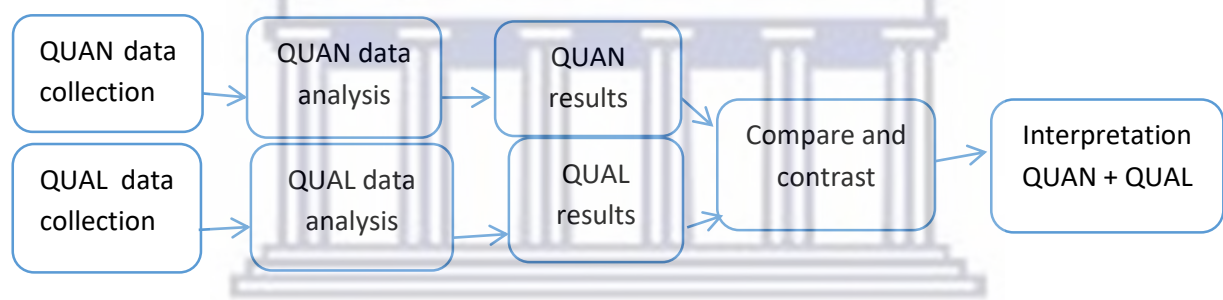 QUAN data
collection
QUAN data
analysis
QUAN
results
QUAL data
collection
QUAL data
analysis
QUAL
results
Compare and
contrast
Interpretation
QUAN + QUAL